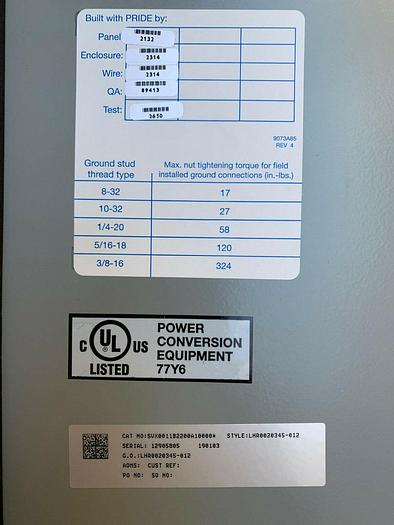 Built with PRIDE by:
Panel 2132
Enclosure: 2314
Wire: 2314
QA: 89413
Test: 2650
9073A85
REV 4
Ground stud thread type
Max. nut tightening torque for field installed ground connections (in.-lbs.)
8-32 17
10-32 27
1/4-20 58
5/16-18 120
3/8-16 324
C UL US
LISTED
POWER
CONVERSION
EQUIPMENT
77Y6
CAT NO:SVX0011B2200A10000* STYLE:LHR0020345-012
SERIAL: 12905805 190103
G.O.:LHR0020345-012
AOMS: CUST REF:
PO NO: SO NO: